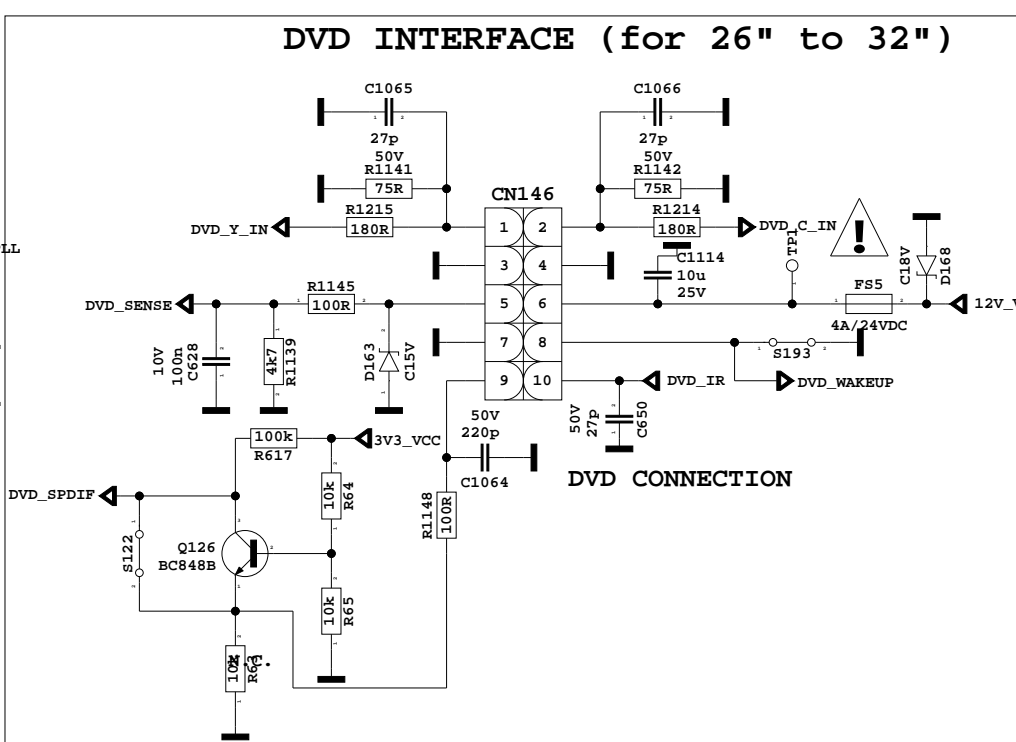 DVD INTERFACE (for 26" to 32")
C1065
27p
50V
R1141
75R
R1215
180R
DVD_Y_IN
C1066
27p
50V
R1142
75R
CN146
R1214
180R
DVD_C_IN
1 2
3 4
5 6
7 8
9 10
C1114
10u
25V
TP1
C18V
D168
FS5
4A/24VDC
12V_V
LL
DVD_SENSE
R1145
100R
10V
100n
C628
4k7
R1139
D163
C15V
S193
DVD_WAKEUP
DVD_IR
50V
27p
C650
50V
220p
C1064
DVD CONNECTION
100k
R617
3V3_VCC
10k
R64
R1148
100R
DVD_SPDIF
S122
Q126
BC848B
10k
R65
R63